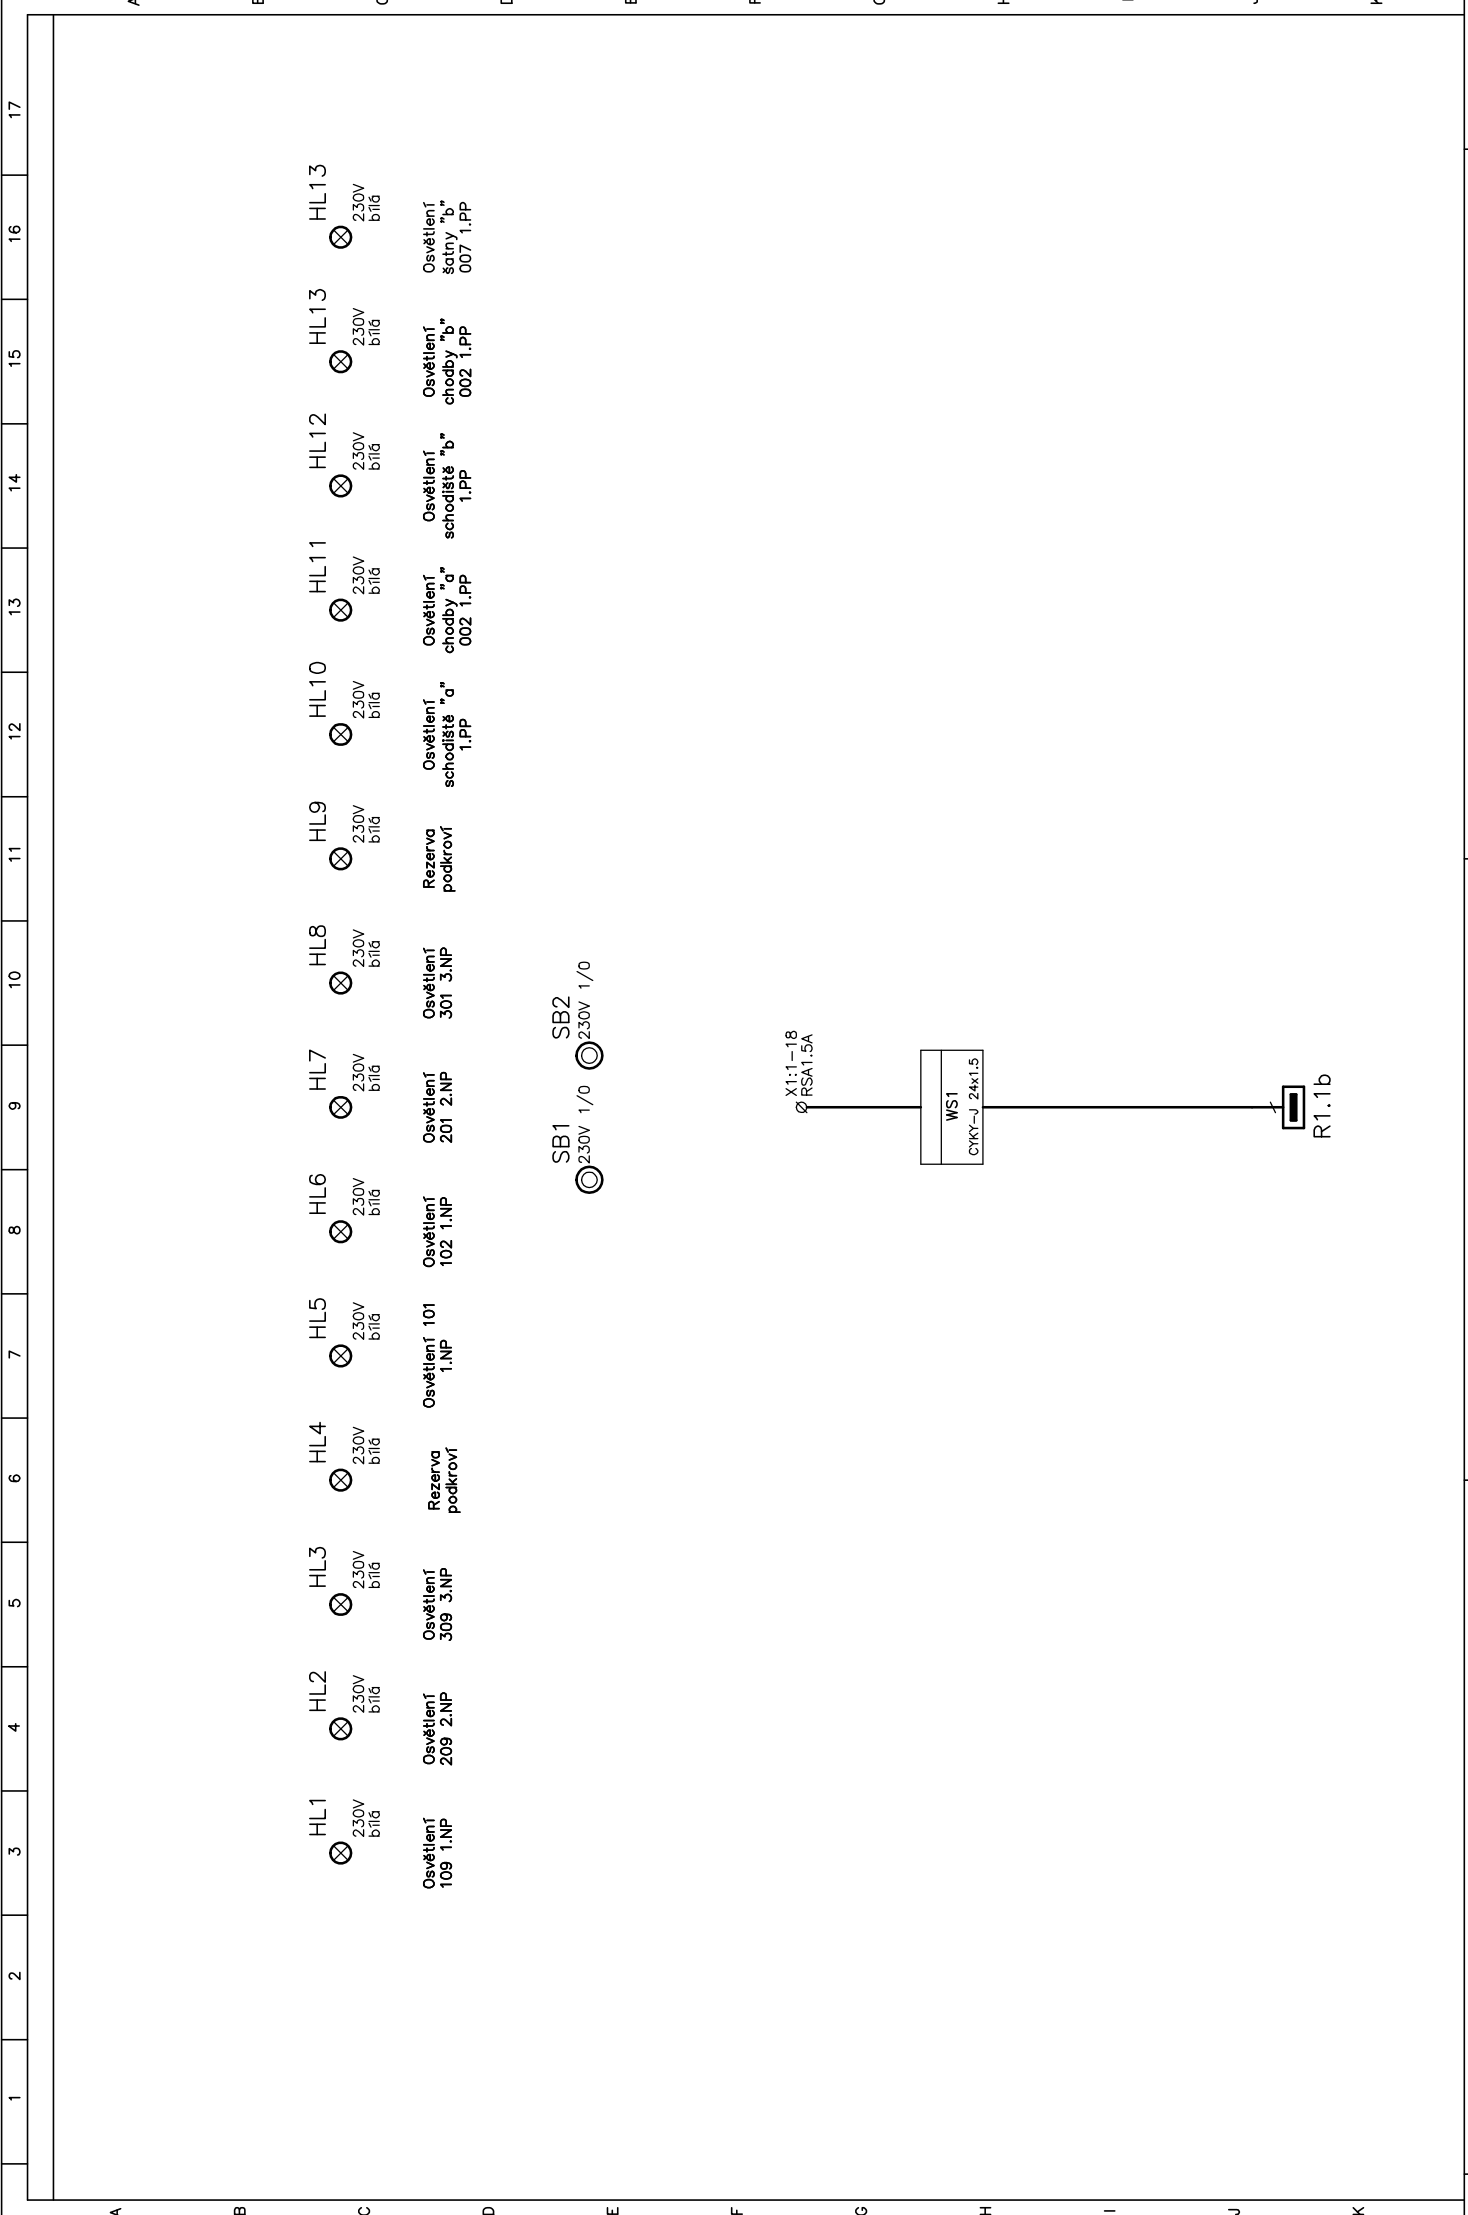 HL1
230V
bílá
Osvětlení
109 1.NP
HL2
230V
bílá
Osvětlení
209 2.NP
HL3
230V
bílá
Osvětlení
309 3.NP
HL4
230V
bílá
Rezerva
podkroví
HL5
230V
bílá
Osvětlení 101
1.NP
HL6
230V
bílá
Osvětlení
102 1.NP
HL7
230V
bílá
Osvětlení
201 2.NP
HL8
230V
bílá
Osvětlení
301 3.NP
HL9
230V
bílá
Rezerva
podkroví
HL10
230V
bílá
Osvětlení
schodiště "a"
1.PP
HL11
230V
bílá
Osvětlení
chodby "a"
002 1.PP
HL12
230V
bílá
Osvětlení
schodiště "b"
1.PP
HL13
230V
bílá
Osvětlení
chodby "b"
002 1.PP
HL13
230V
bílá
Osvětlení
šatny "b"
007 1.PP
SB1
230V 1/0
SB2
230V 1/0
X1:1-18
RSA1.5A
WS1
CYKY-J 24x1.5
R1.1b
1
2
3
4
5
6
7
8
9
10
11
12
13
14
15
16
17
A
B
C
D
E
F
G
H
I
J
K